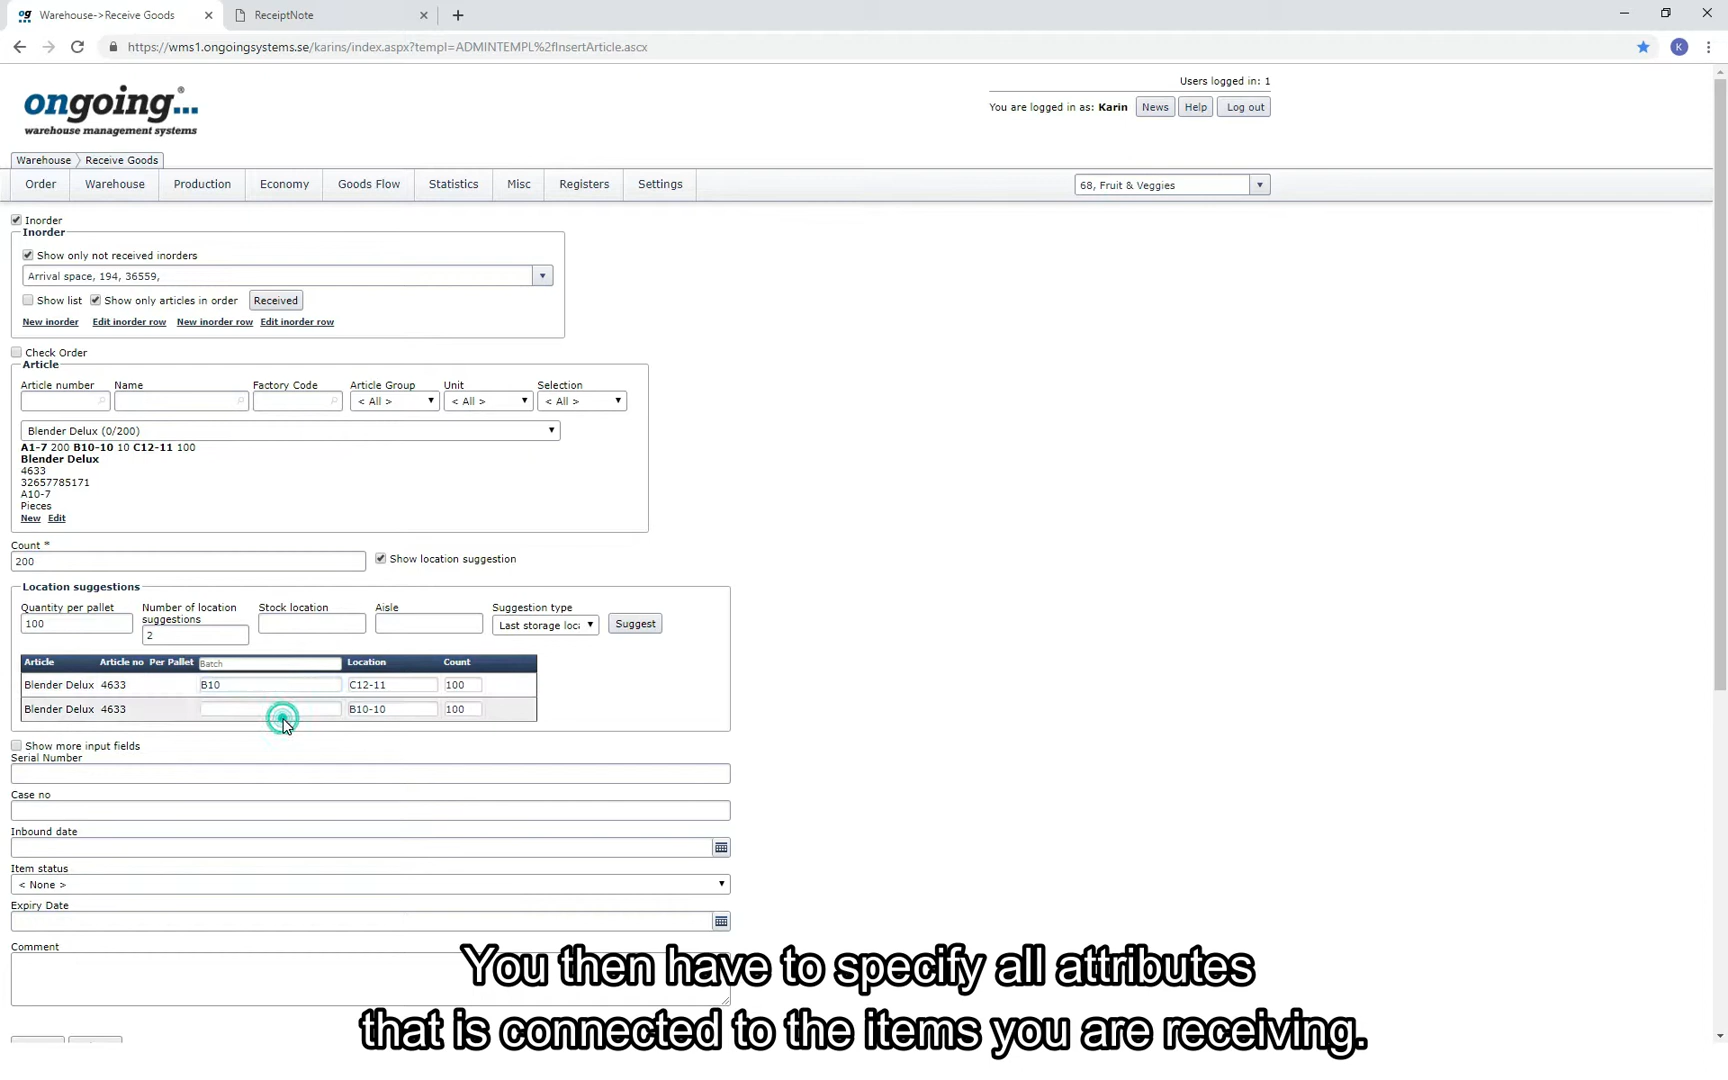 Warehouse->Receive Goods
ReceiptNote
https://wms1.ongoingsystems.se/karins/index.aspx?templ=ADMINTEMPL%2fInsertArticle.ascx
K
Users logged in: 1
ongoing...®
warehouse management systems
You are logged in as: Karin News Help Log out
Warehouse Receive Goods
Order Warehouse Production Economy Goods Flow Statistics Misc Registers Settings 68, Fruit & Veggies
Inorder
Inorder
Show only not received inorders
Arrival space, 194, 36559,
Show list Show only articles in order Received
New inorder Edit inorder row New inorder row Edit inorder row
Check Order
Article
Article number Name Factory Code Article Group Unit Selection
< All > < All > < All >
Blender Delux (0/200)
A1-7 200 B10-10 10 C12-11 100
Blender Delux
4633
32657785171
A10-7
Pieces
New Edit
Count *
200
Show location suggestion
Location suggestions
Quantity per pallet Number of location suggestions Stock location Aisle Suggestion type
100 2 Last storage loc Suggest
Article Article no Per Pallet Batch Location Count
Blender Delux 4633 B10 C12-11 100
Blender Delux 4633 B10-10 100
Show more input fields
Serial Number
Case no
Inbound date
Item status
< None >
Expiry Date
Comment
You then have to specify all attributes
that is connected to the items you are receiving.